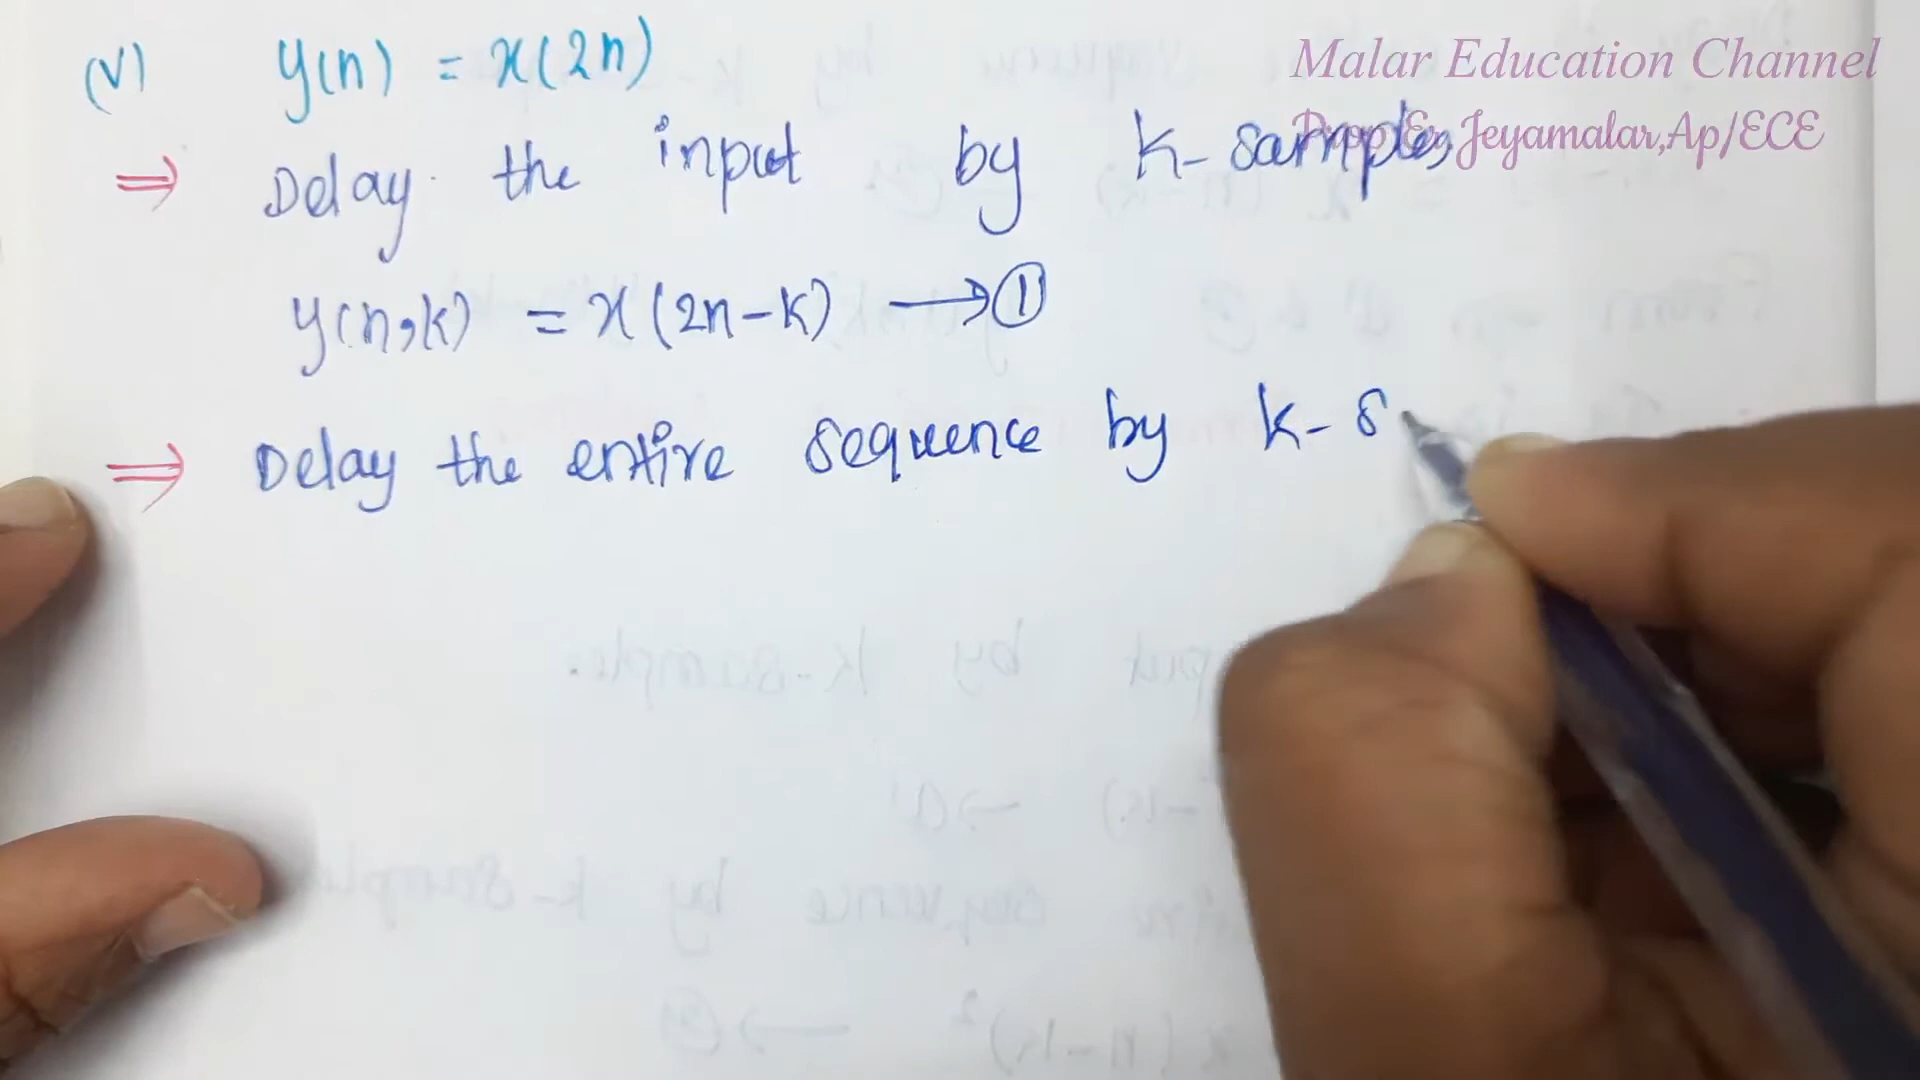 (V) y(n) = x(2n)
Malar Education Channel
Jeyamalar,Ap/ECE
⇒ Delay the input by k-samples
y(n,k) = x(2n-k) → ①
⇒ Delay the entire sequence by k- s